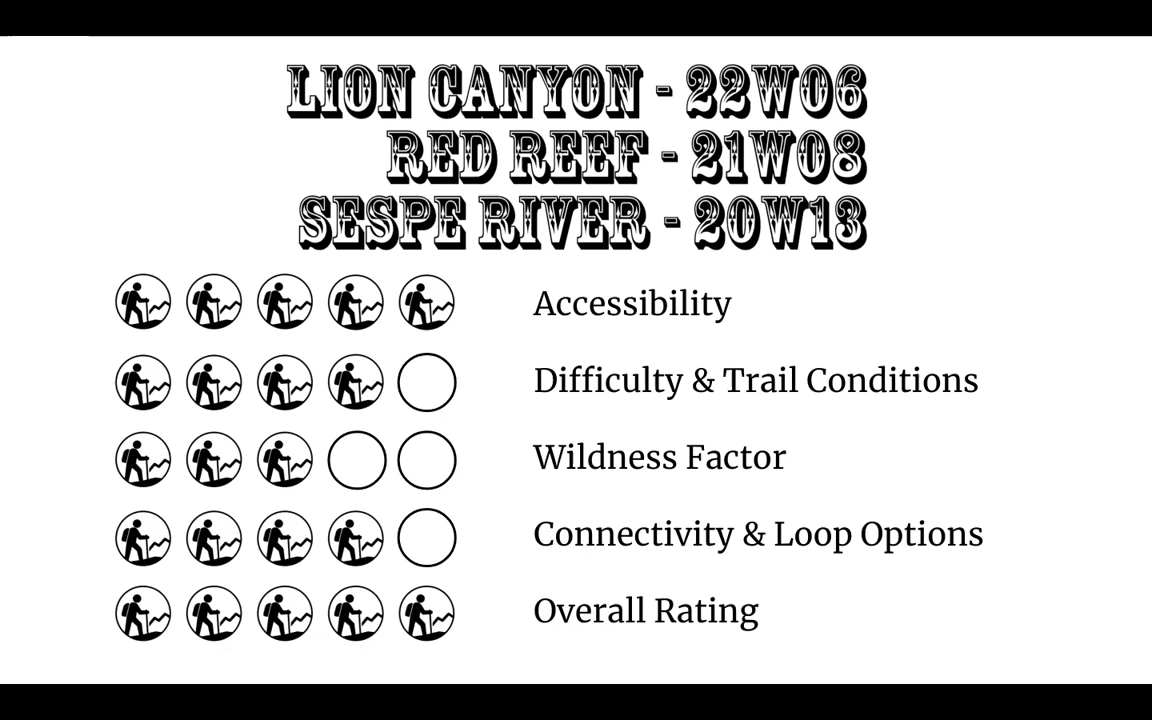 LION CANYON - 22W06
RED REEF - 21W08
SESPE RIVER - 20W13
Accessibility
Difficulty & Trail Conditions
Wildness Factor
Connectivity & Loop Options
Overall Rating